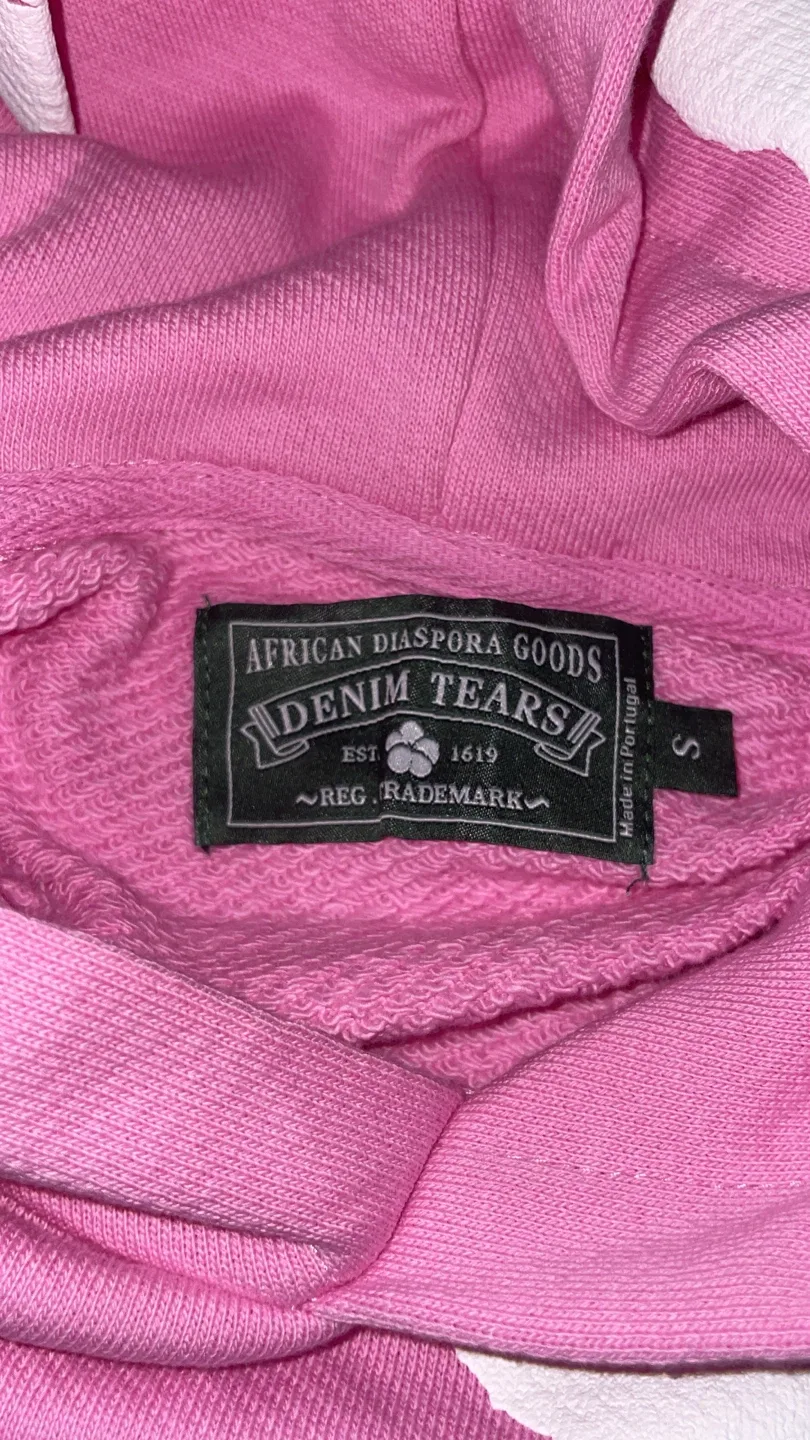 AFRICAN DIASPORA GOODS
DENIM TEARS
EST. 1619
~REG. TRADEMARK~
Made in Portugal
S